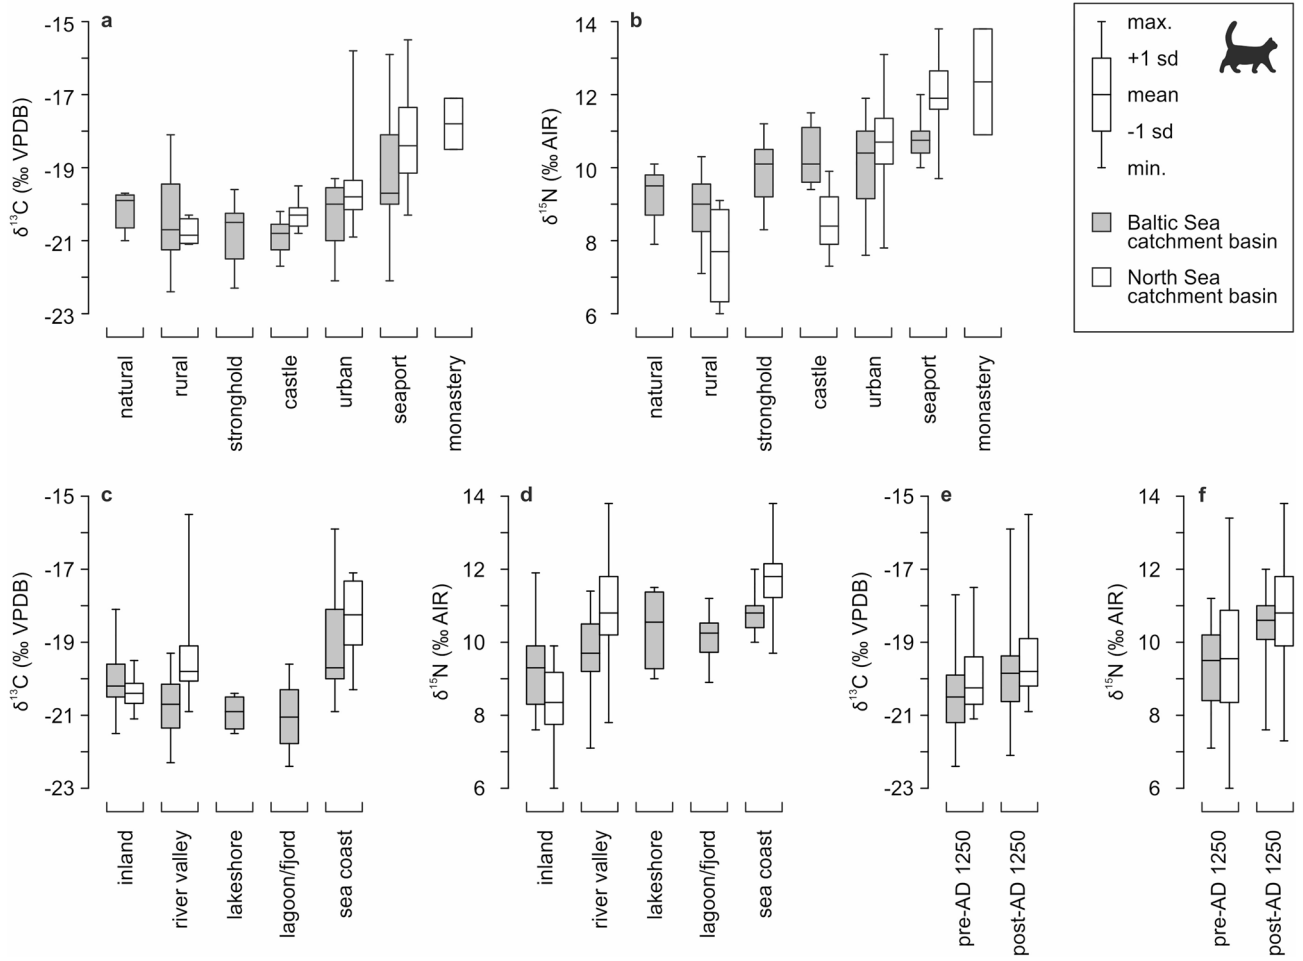 a
-15
-17
-19
-21
-23
δ¹³C (‰ VPDB)
natural
rural
stronghold
castle
urban
seaport
monastery
b
14
12
10
8
6
δ¹⁵N (‰ AIR)
natural
rural
stronghold
castle
urban
seaport
monastery
max.
+1 sd
mean
-1 sd
min.
Baltic Sea
catchment basin
North Sea
catchment basin
c
-15
-17
-19
-21
-23
δ¹³C (‰ VPDB)
inland
river valley
lakeshore
lagoon/fjord
sea coast
d
14
12
10
8
6
δ¹⁵N (‰ AIR)
inland
river valley
lakeshore
lagoon/fjord
sea coast
e
-15
-17
-19
-21
-23
δ¹³C (‰ VPDB)
pre-AD 1250
post-AD 1250
f
14
12
10
8
6
δ¹⁵N (‰ AIR)
pre-AD 1250
post-AD 1250